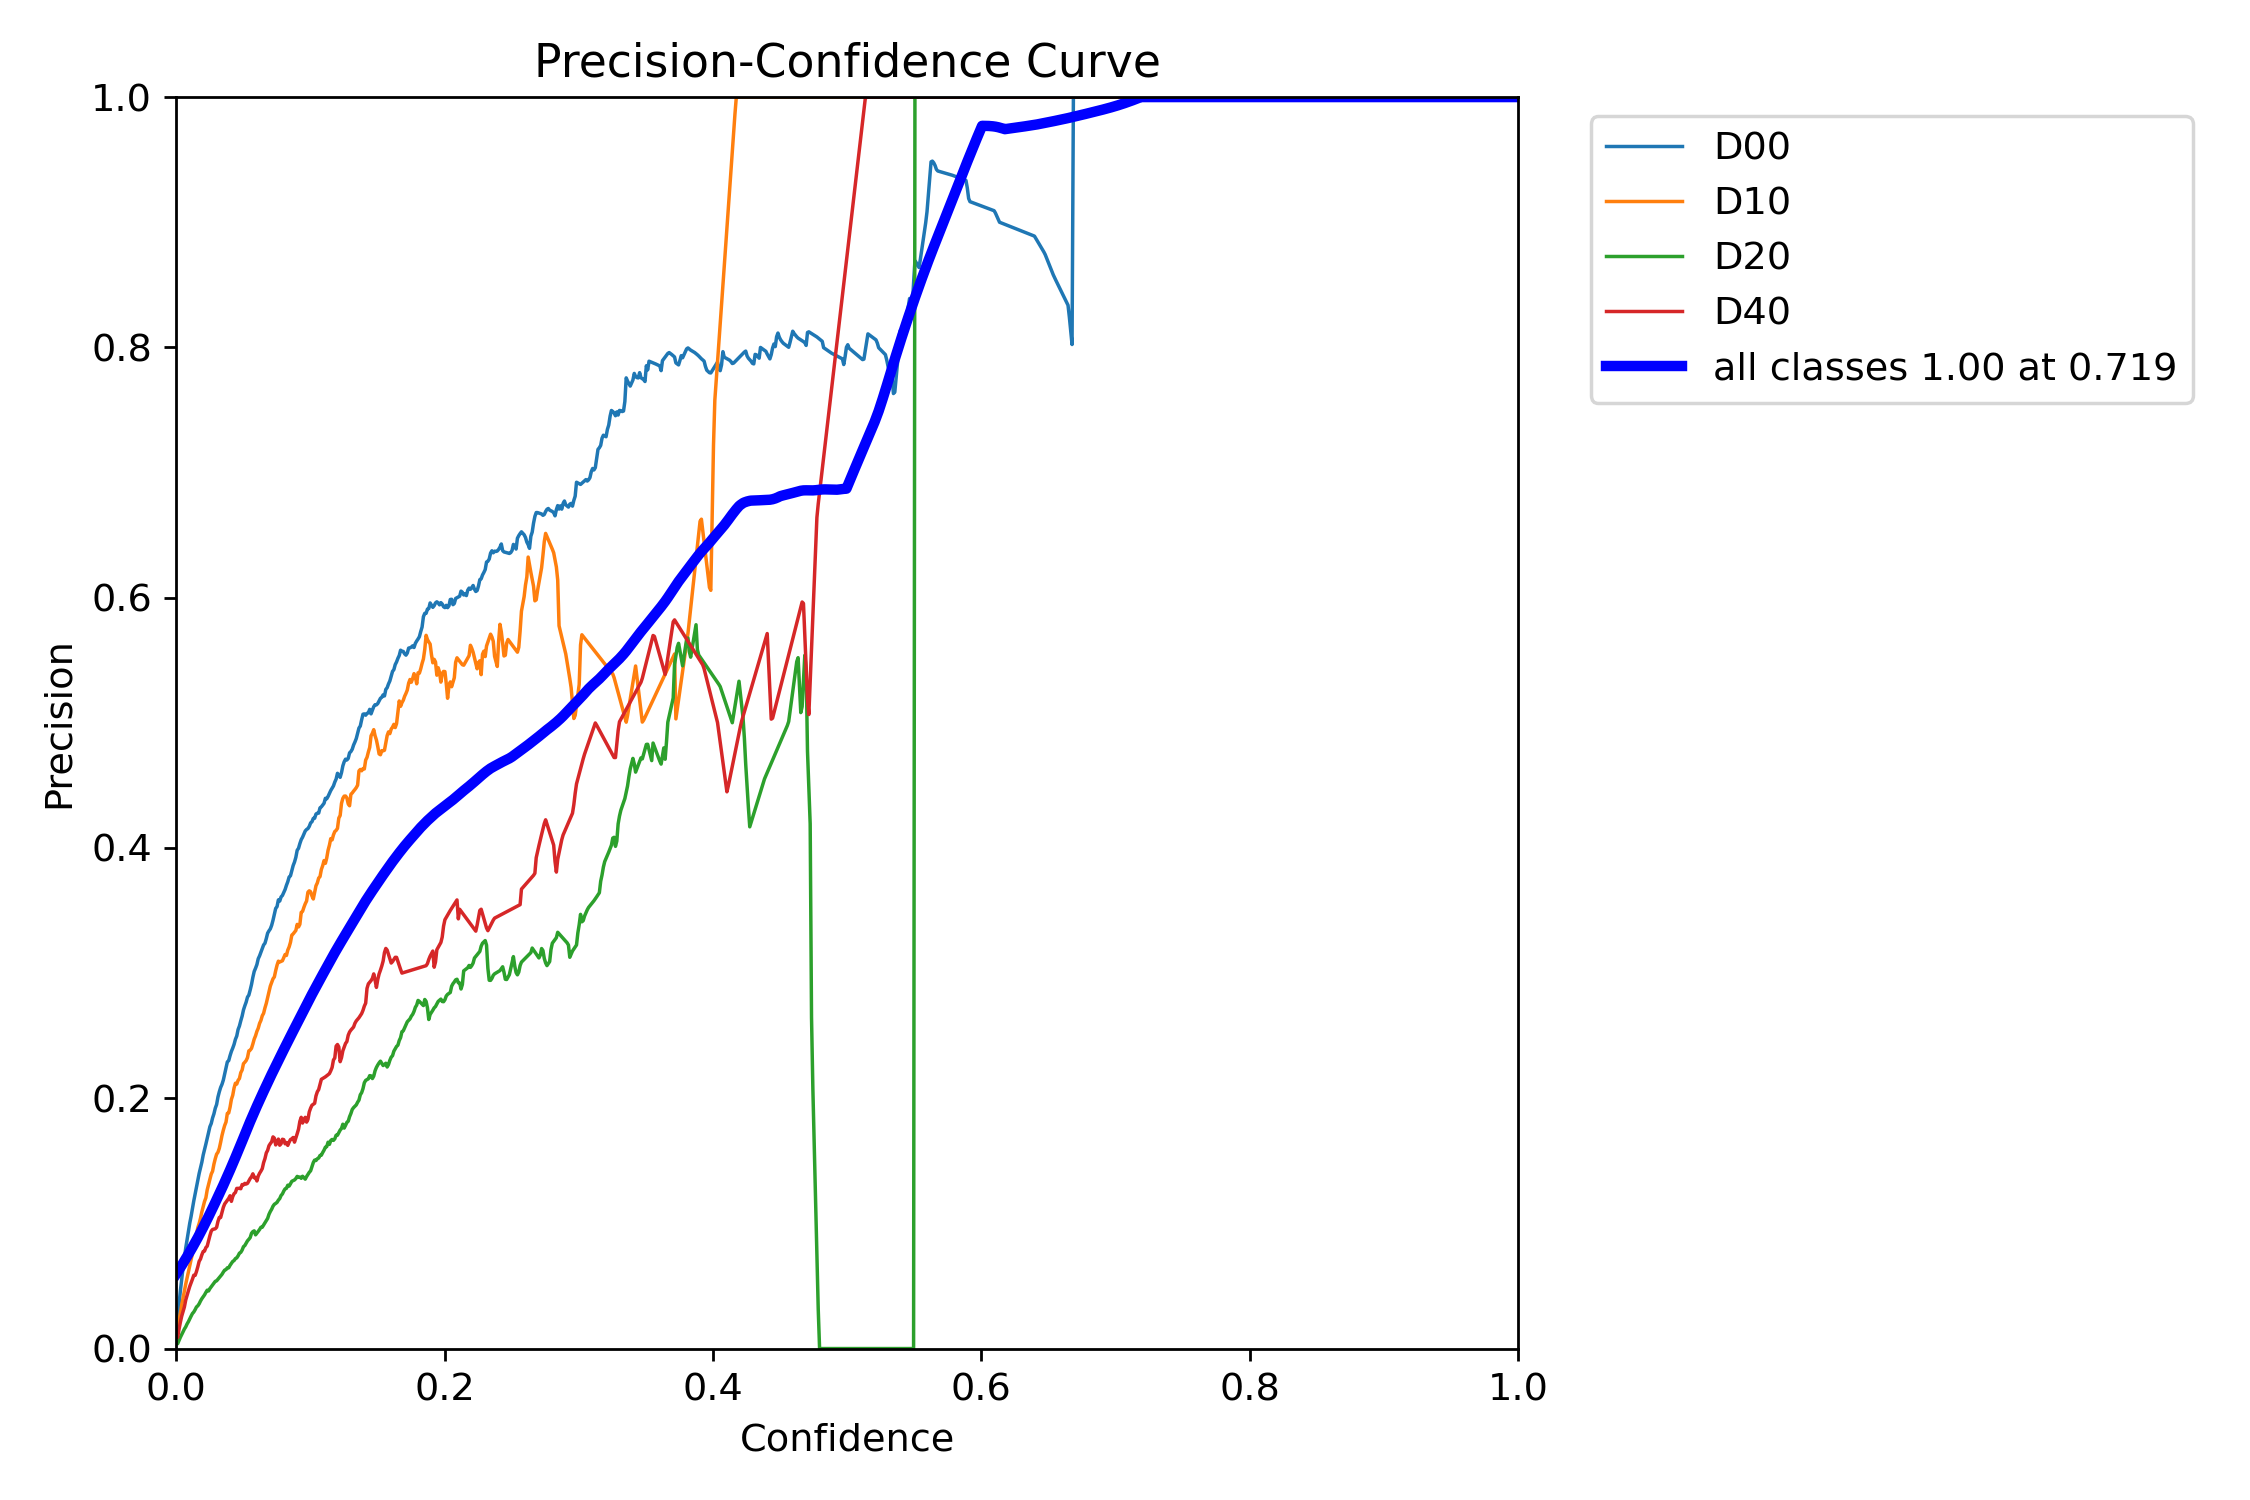 Precision-Confidence Curve
1.0
0.8
0.6
0.4
0.2
0.0
Precision
0.0 0.2 0.4 0.6 0.8 1.0
Confidence
D00
D10
D20
D40
all classes 1.00 at 0.719